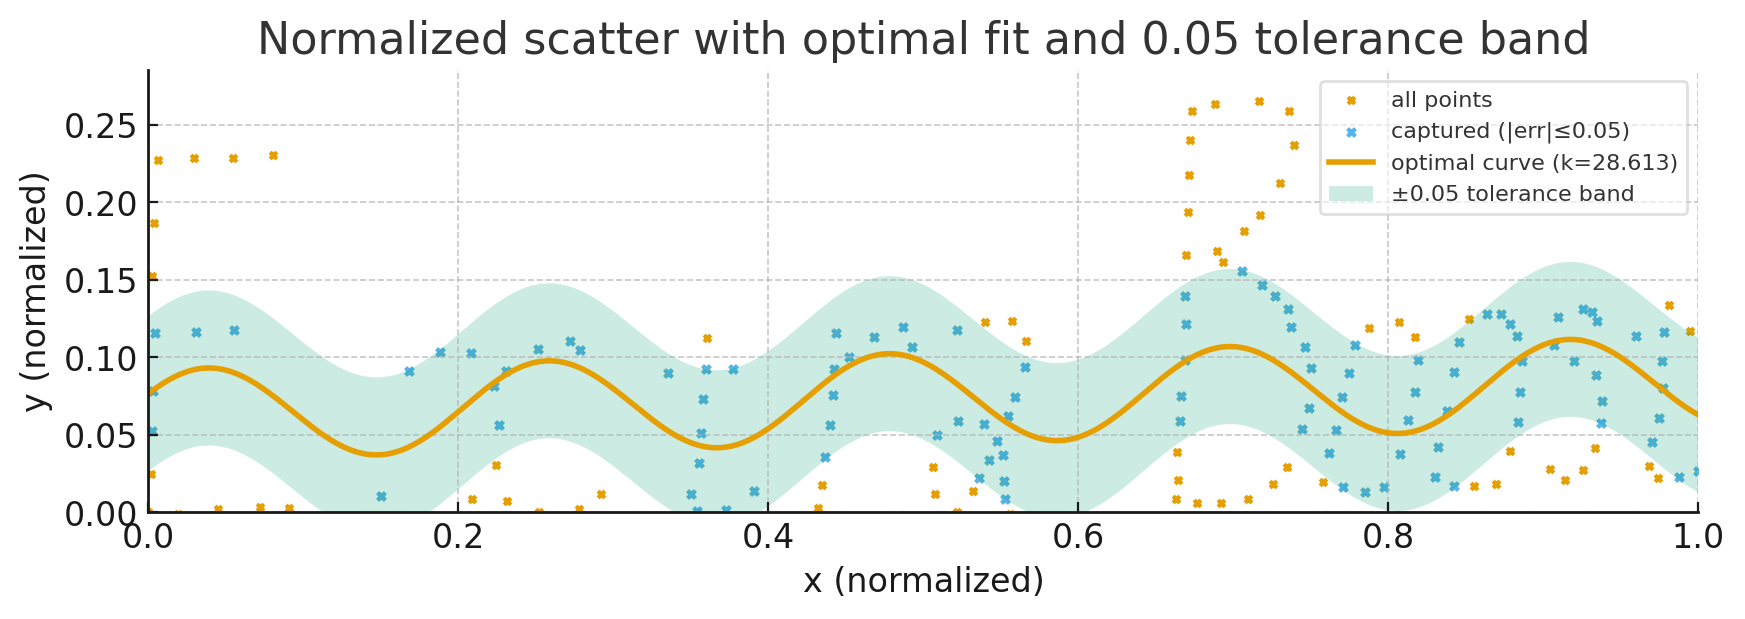 Normalized scatter with optimal fit and 0.05 tolerance band
all points
captured (|err|≤0.05)
optimal curve (k=28.613)
±0.05 tolerance band
y (normalized)
0.25
0.20
0.15
0.10
0.05
0.00
0.0 0.2 0.4 0.6 0.8 1.0
x (normalized)